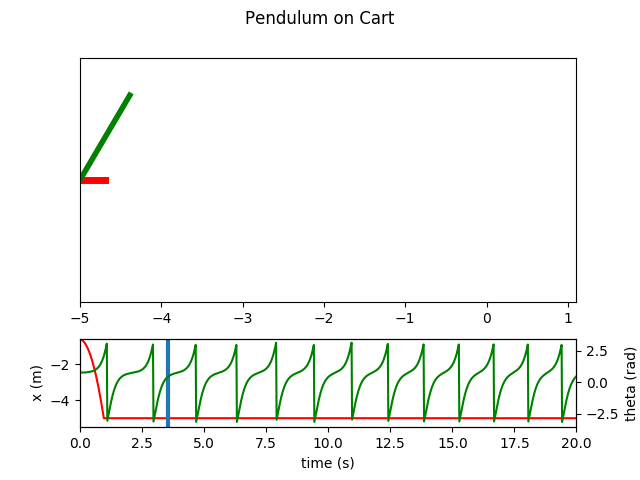 Pendulum on Cart
−5 −4 −3 −2 −1 0 1
x (m)
−2
−4
2.5
0.0
−2.5
theta (rad)
0.0 2.5 5.0 7.5 10.0 12.5 15.0 17.5 20.0
time (s)